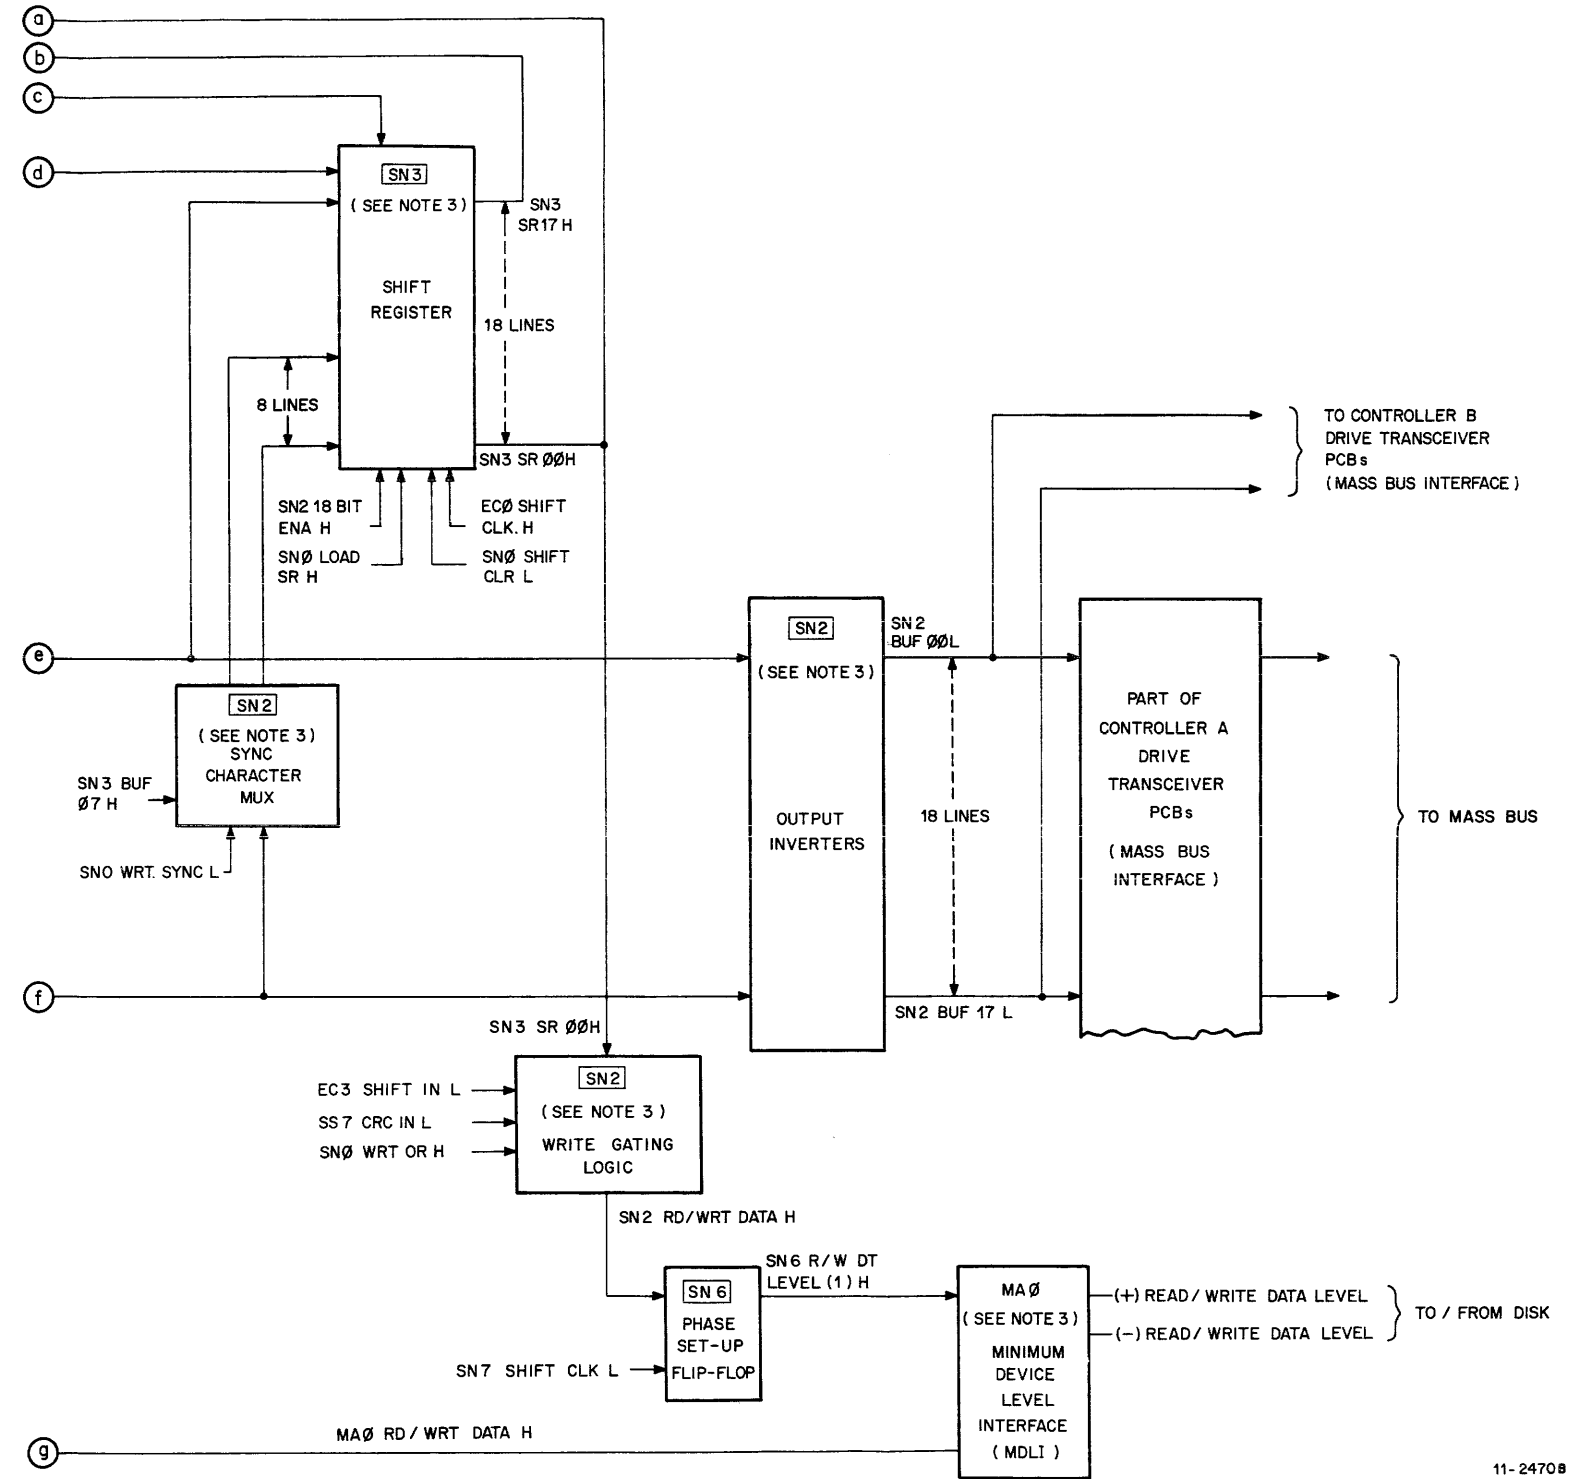 a
b
c
d
SN3
(SEE NOTE 3)
SHIFT
REGISTER
SN3
SR17 H
18 LINES
8 LINES
SN3 SR ØØH
SN2 18 BIT
ENA H
SNØ LOAD
SR H
ECØ SHIFT
CLK. H
SNØ SHIFT
CLR L
TO CONTROLLER B
DRIVE TRANSCEIVER
PCBs
(MASS BUS INTERFACE)
e
SN2
(SEE NOTE 3)
SYNC
CHARACTER
MUX
SN3 BUF
Ø7 H
SNO WRT. SYNC L
SN2
(SEE NOTE 3)
OUTPUT
INVERTERS
SN2
BUF ØØL
18 LINES
SN2 BUF 17 L
PART OF
CONTROLLER A
DRIVE
TRANSCEIVER
PCBs
(MASS BUS
INTERFACE)
TO MASS BUS
f
SN3 SR ØØH
EC3 SHIFT IN L
SS7 CRC IN L
SNØ WRT OR H
SN2
(SEE NOTE 3)
WRITE GATING
LOGIC
SN2 RD/WRT DATA H
SN6
PHASE
SET-UP
FLIP-FLOP
SN7 SHIFT CLK L
SN6 R/W DT
LEVEL (1) H
MAØ
(SEE NOTE 3)
MINIMUM
DEVICE
LEVEL
INTERFACE
(MDLI)
(+) READ/WRITE DATA LEVEL
(-) READ/WRITE DATA LEVEL
TO / FROM DISK
MAØ RD/WRT DATA H
g
11-2470B